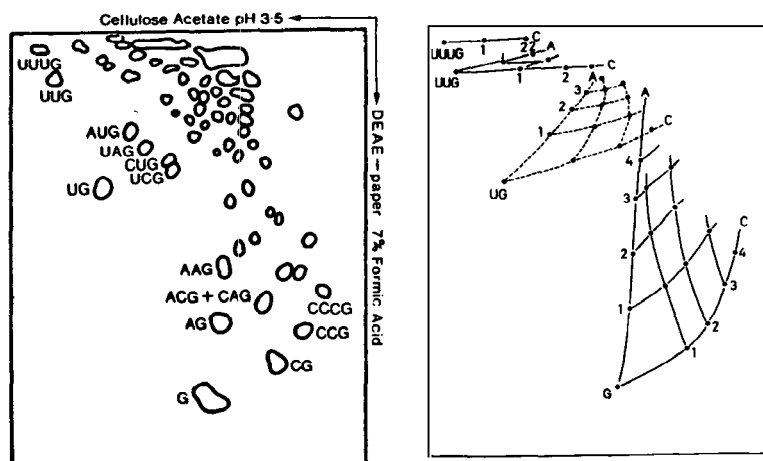 Cellulose Acetate pH 3·5
DEAE – paper 7% Formic Acid
UUUG
UUG
AUG
UAG
CUG
UCG
UG
AAG
ACG + CAG
AG
CCCG
CCG
CG
G
UUUG
1
22
C
A
UUG
1
2
C
A
3
2
1
UG
A
C
4
3
2
1
G
C
4
3
2
1